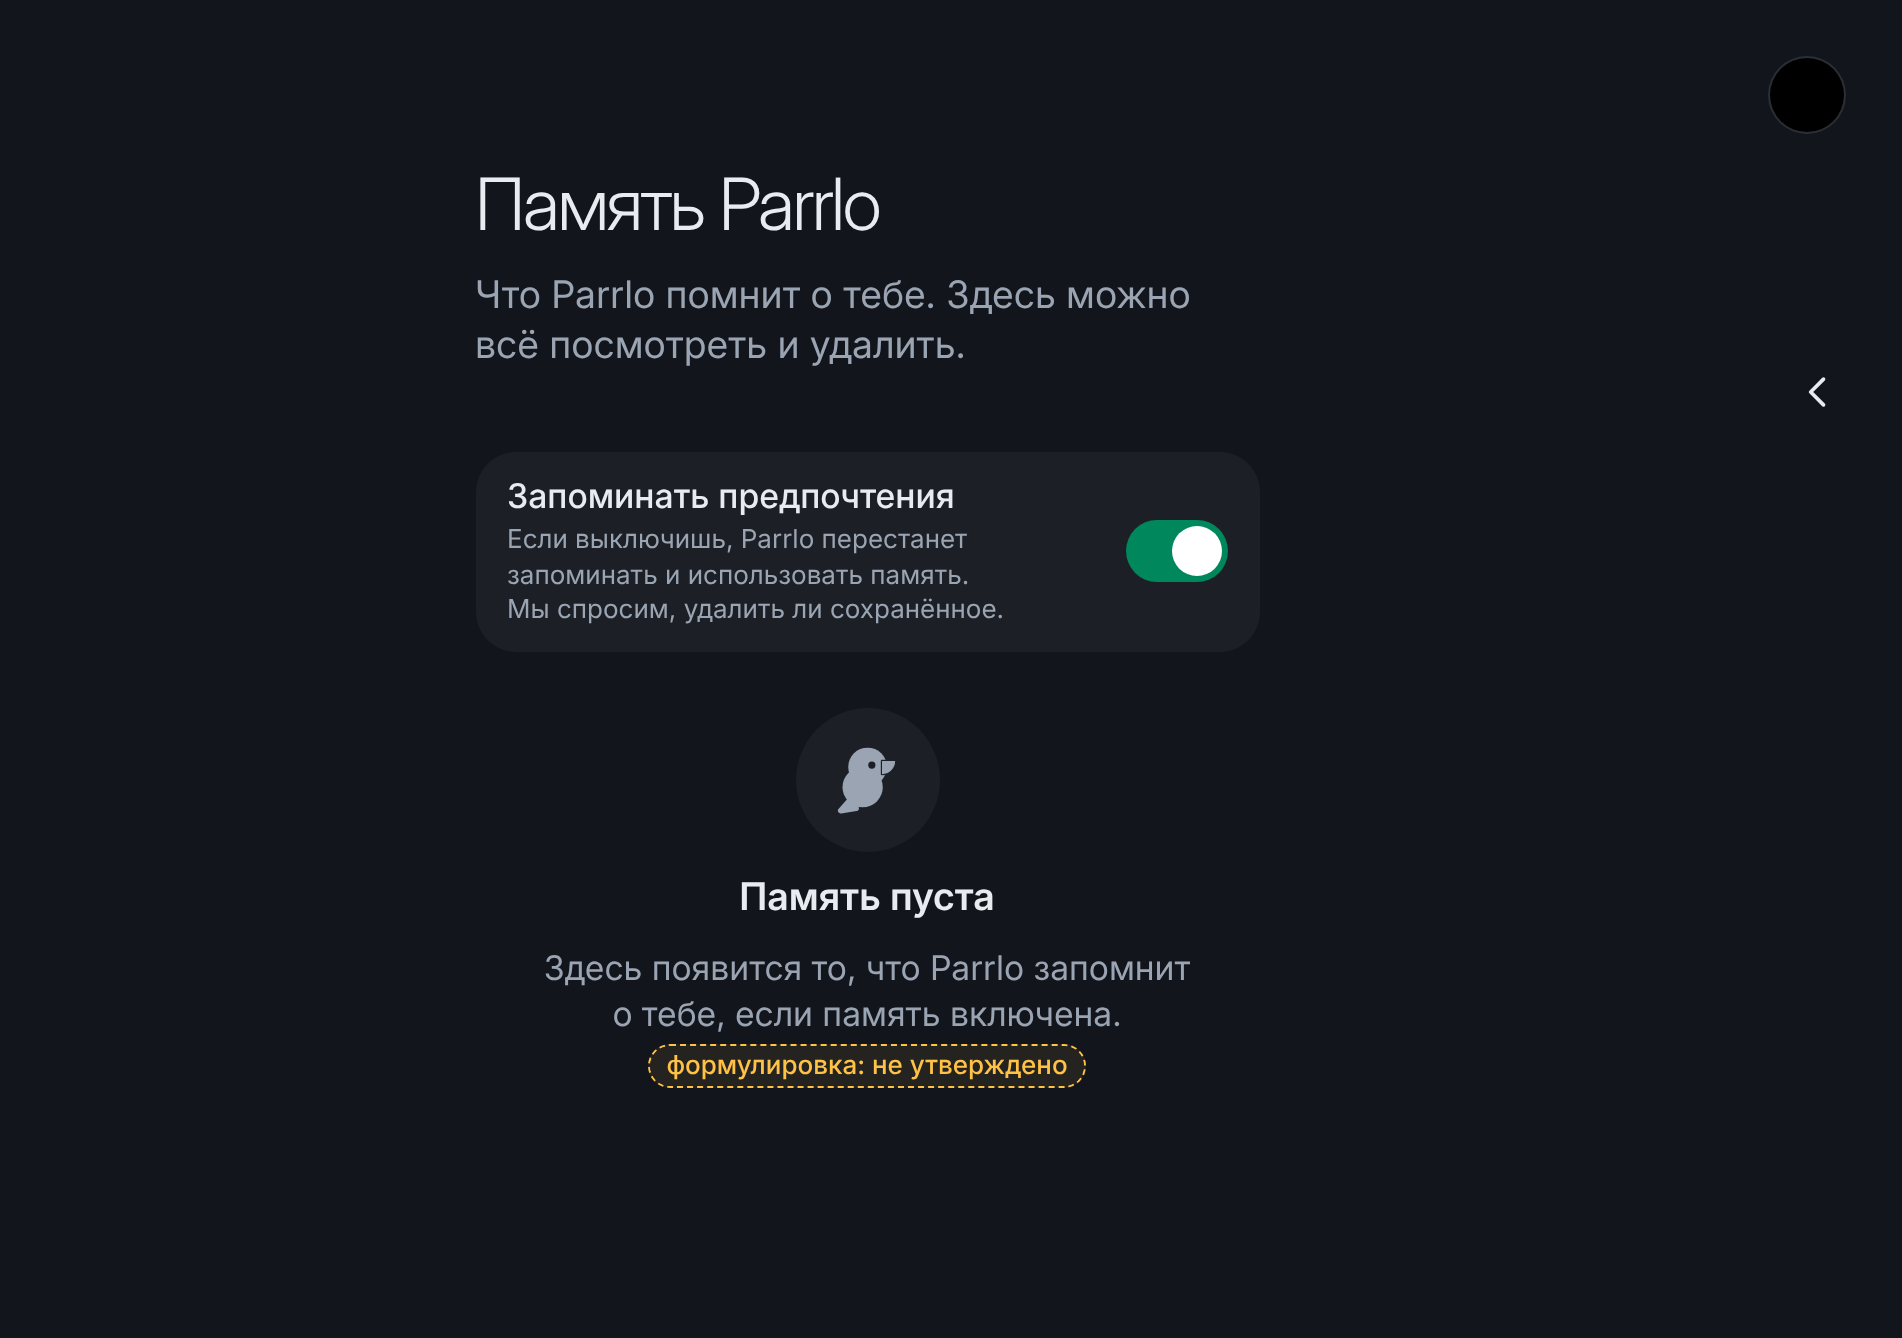 Память Parrlo
Что Parrlo помнит о тебе. Здесь можно
всё посмотреть и удалить.
Запоминать предпочтения
Если выключишь, Parrlo перестанет
запоминать и использовать память.
Мы спросим, удалить ли сохранённое.
Память пуста
Здесь появится то, что Parrlo запомнит
о тебе, если память включена.
формулировка: не утверждено